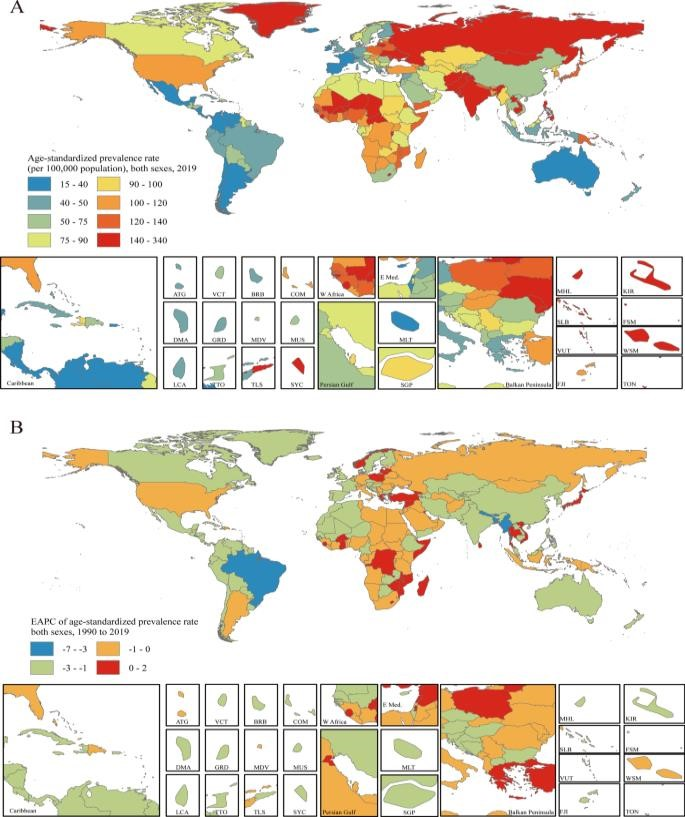 A
Age-standardized prevalence rate
(per 100,000 population), both sexes, 2019
15 - 40 90 - 100
40 - 50 100 - 120
50 - 75 120 - 140
75 - 90 140 - 340
Caribbean
ATG VCT BRB COM W Africa E Med.
DMA GRD MDV MUS MLT
LCA TTO TLS SYC Persian Gulf SGP Balkan Peninsula
MHL KIR
SLB FSM
VUT WSM
FJI TON
B
EAPC of age-standardized prevalence rate
both sexes, 1990 to 2019
-7 - -3 -1 - 0
-3 - -1 0 - 2
Caribbean
ATG VCT BRB COM W Africa E Med.
DMA GRD MDV MUS MLT
LCA TTO TLS SYC Persian Gulf SGP Balkan Peninsula
MHL KIR
SLB FSM
VUT WSM
FJI TON